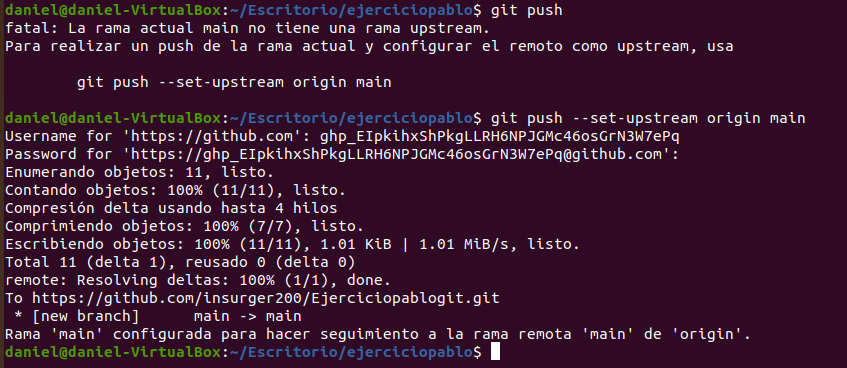 daniel@daniel-VirtualBox:~/Escritorio/ejerciciopablo$ git push
fatal: La rama actual main no tiene una rama upstream.
Para realizar un push de la rama actual y configurar el remoto como upstream, usa
git push --set-upstream origin main
daniel@daniel-VirtualBox:~/Escritorio/ejerciciopablo$ git push --set-upstream origin main
Username for 'https://github.com': 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
Password for 'https://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@github.com':
Enumerando objetos: 11, listo.
Contando objetos: 100% (11/11), listo.
Compresión delta usando hasta 4 hilos
Comprimiendo objetos: 100% (7/7), listo.
Escribiendo objetos: 100% (11/11), 1.01 KiB | 1.01 MiB/s, listo.
Total 11 (delta 1), reusado 0 (delta 0)
remote: Resolving deltas: 100% (1/1), done.
To https://github.com/insurger200/Ejerciciopablogit.git
* [new branch] main -> main
Rama 'main' configurada para hacer seguimiento a la rama remota 'main' de 'origin'.
daniel@daniel-VirtualBox:~/Escritorio/ejerciciopablo$